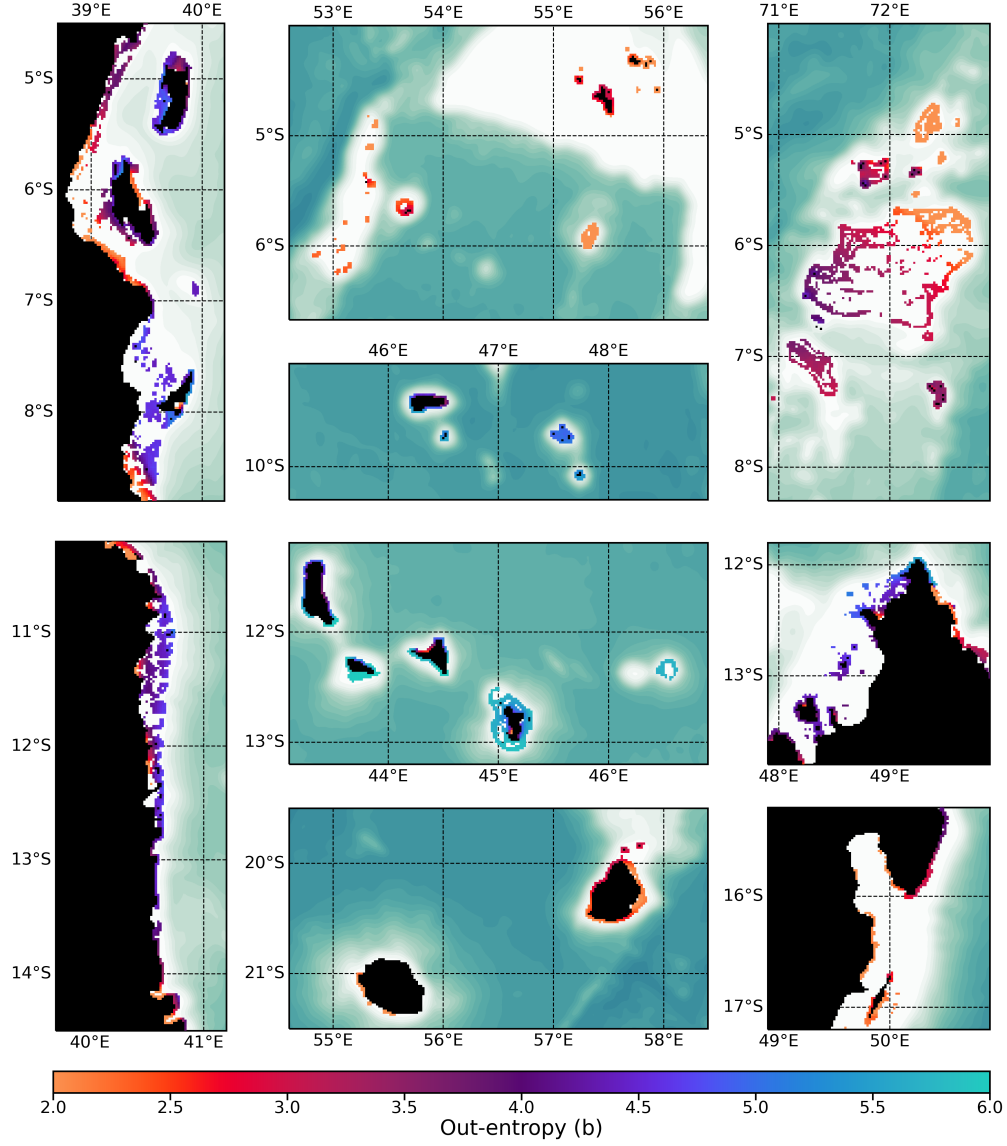 39°E 40°E
53°E 54°E 55°E 56°E
71°E 72°E
5°S
6°S
7°S
8°S
5°S
6°S
46°E 47°E 48°E
10°S
5°S
6°S
7°S
8°S
11°S
12°S
13°S
14°S
40°E 41°E
12°S
13°S
44°E 45°E 46°E
12°S
13°S
48°E 49°E
20°S
21°S
55°E 56°E 57°E 58°E
16°S
17°S
49°E 50°E
2.0 2.5 3.0 3.5 4.0 4.5 5.0 5.5 6.0
Out-entropy (b)